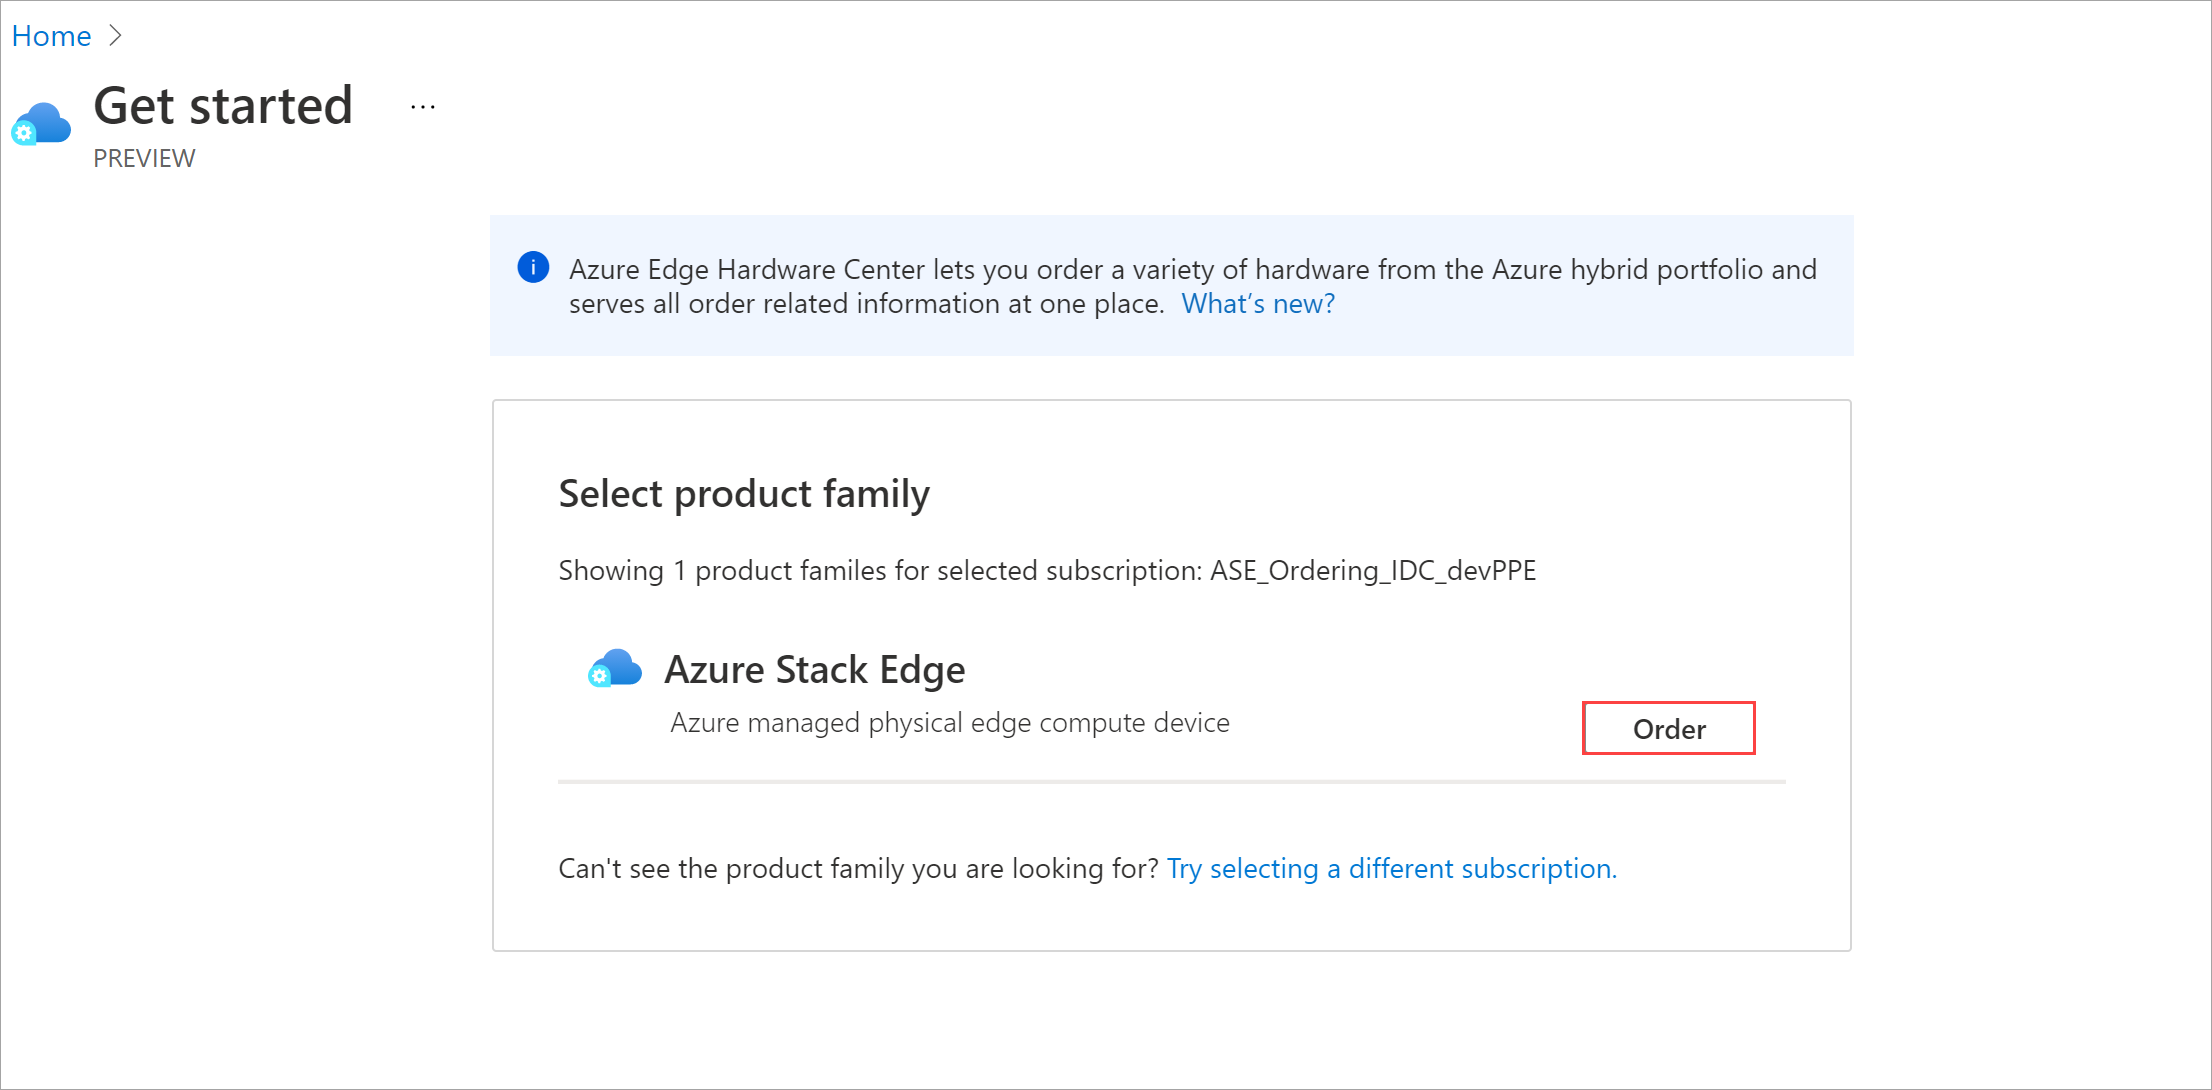 Home
Get started ...
PREVIEW
Azure Edge Hardware Center lets you order a variety of hardware from the Azure hybrid portfolio and
serves all order related information at one place. What’s new?
Select product family
Showing 1 product familes for selected subscription: ASE_Ordering_IDC_devPPE
Azure Stack Edge
Azure managed physical edge compute device
Order
Can't see the product family you are looking for? Try selecting a different subscription.